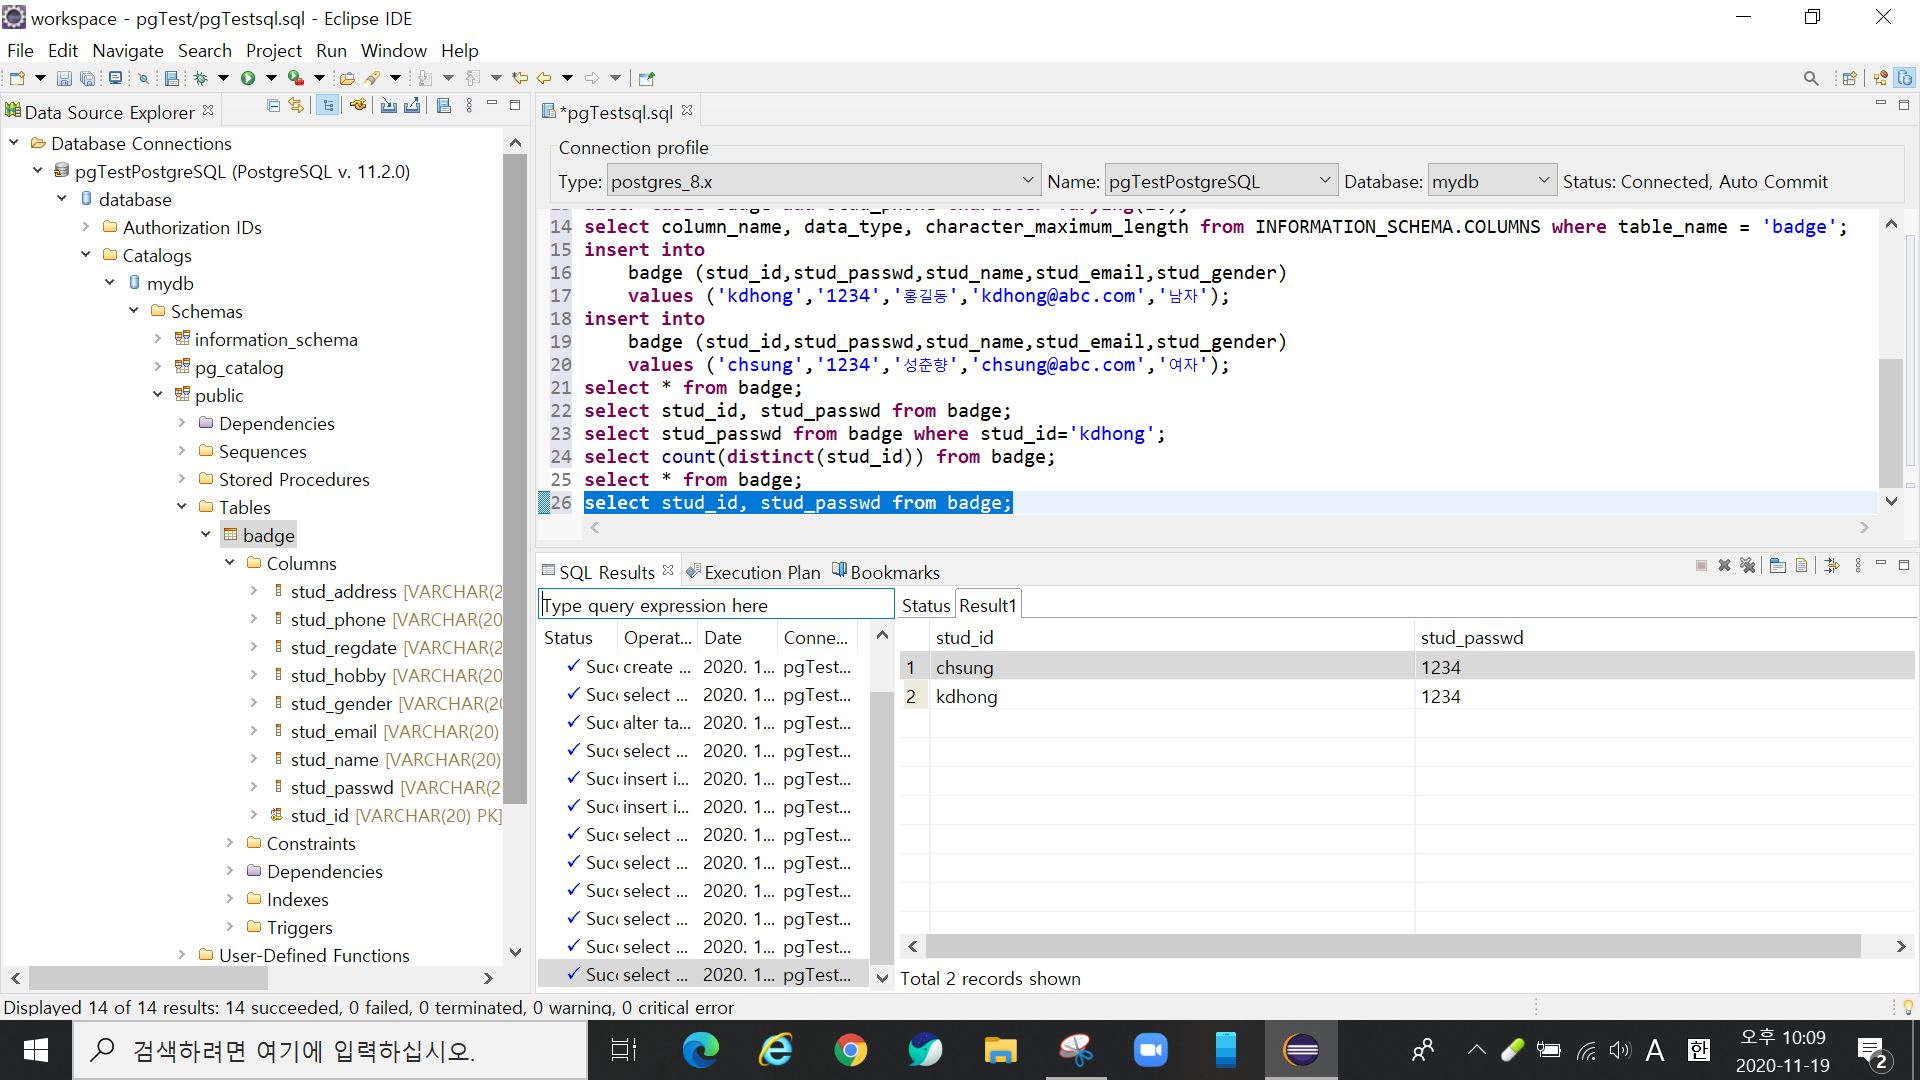 workspace - pgTest/pgTestsql.sql - Eclipse IDE
File Edit Navigate Search Project Run Window Help
Data Source Explorer
Database Connections
pgTestPostgreSQL (PostgreSQL v. 11.2.0)
database
Authorization IDs
Catalogs
mydb
Schemas
information_schema
pg_catalog
public
Dependencies
Sequences
Stored Procedures
Tables
badge
Columns
stud_address [VARCHAR(2
stud_phone [VARCHAR(20
stud_regdate [VARCHAR(2
stud_hobby [VARCHAR(20
stud_gender [VARCHAR(20
stud_email [VARCHAR(20)
stud_name [VARCHAR(20)
stud_passwd [VARCHAR(2
stud_id [VARCHAR(20) PK]
Constraints
Dependencies
Indexes
Triggers
User-Defined Functions
*pgTestsql.sql
Connection profile
Type: postgres_8.x Name: pgTestPostgreSQL Database: mydb Status: Connected, Auto Commit
14 select column_name, data_type, character_maximum_length from INFORMATION_SCHEMA.COLUMNS where table_name = 'badge';
15 insert into
16 badge (stud_id,stud_passwd,stud_name,stud_email,stud_gender)
17 values ('kdhong','1234','홍길동','kdhong@abc.com','남자');
18 insert into
19 badge (stud_id,stud_passwd,stud_name,stud_email,stud_gender)
20 values ('chsung','1234','성춘향','chsung@abc.com','여자');
21 select * from badge;
22 select stud_id, stud_passwd from badge;
23 select stud_passwd from badge where stud_id='kdhong';
24 select count(distinct(stud_id)) from badge;
25 select * from badge;
26 select stud_id, stud_passwd from badge;
SQL Results Execution Plan Bookmarks
Type query expression here
Status Operat... Date Conne...
Succ create ... 2020. 1... pgTest...
Succ select ... 2020. 1... pgTest...
Succ alter ta... 2020. 1... pgTest...
Succ select ... 2020. 1... pgTest...
Succ insert i... 2020. 1... pgTest...
Succ insert i... 2020. 1... pgTest...
Succ select ... 2020. 1... pgTest...
Succ select ... 2020. 1... pgTest...
Succ select ... 2020. 1... pgTest...
Succ select ... 2020. 1... pgTest...
Succ select ... 2020. 1... pgTest...
Succ select ... 2020. 1... pgTest...
Status Result1
stud_id stud_passwd
1 chsung 1234
2 kdhong 1234
Total 2 records shown
Displayed 14 of 14 results: 14 succeeded, 0 failed, 0 terminated, 0 warning, 0 critical error
검색하려면 여기에 입력하십시오.
A 한
오후 10:09
2020-11-19
2